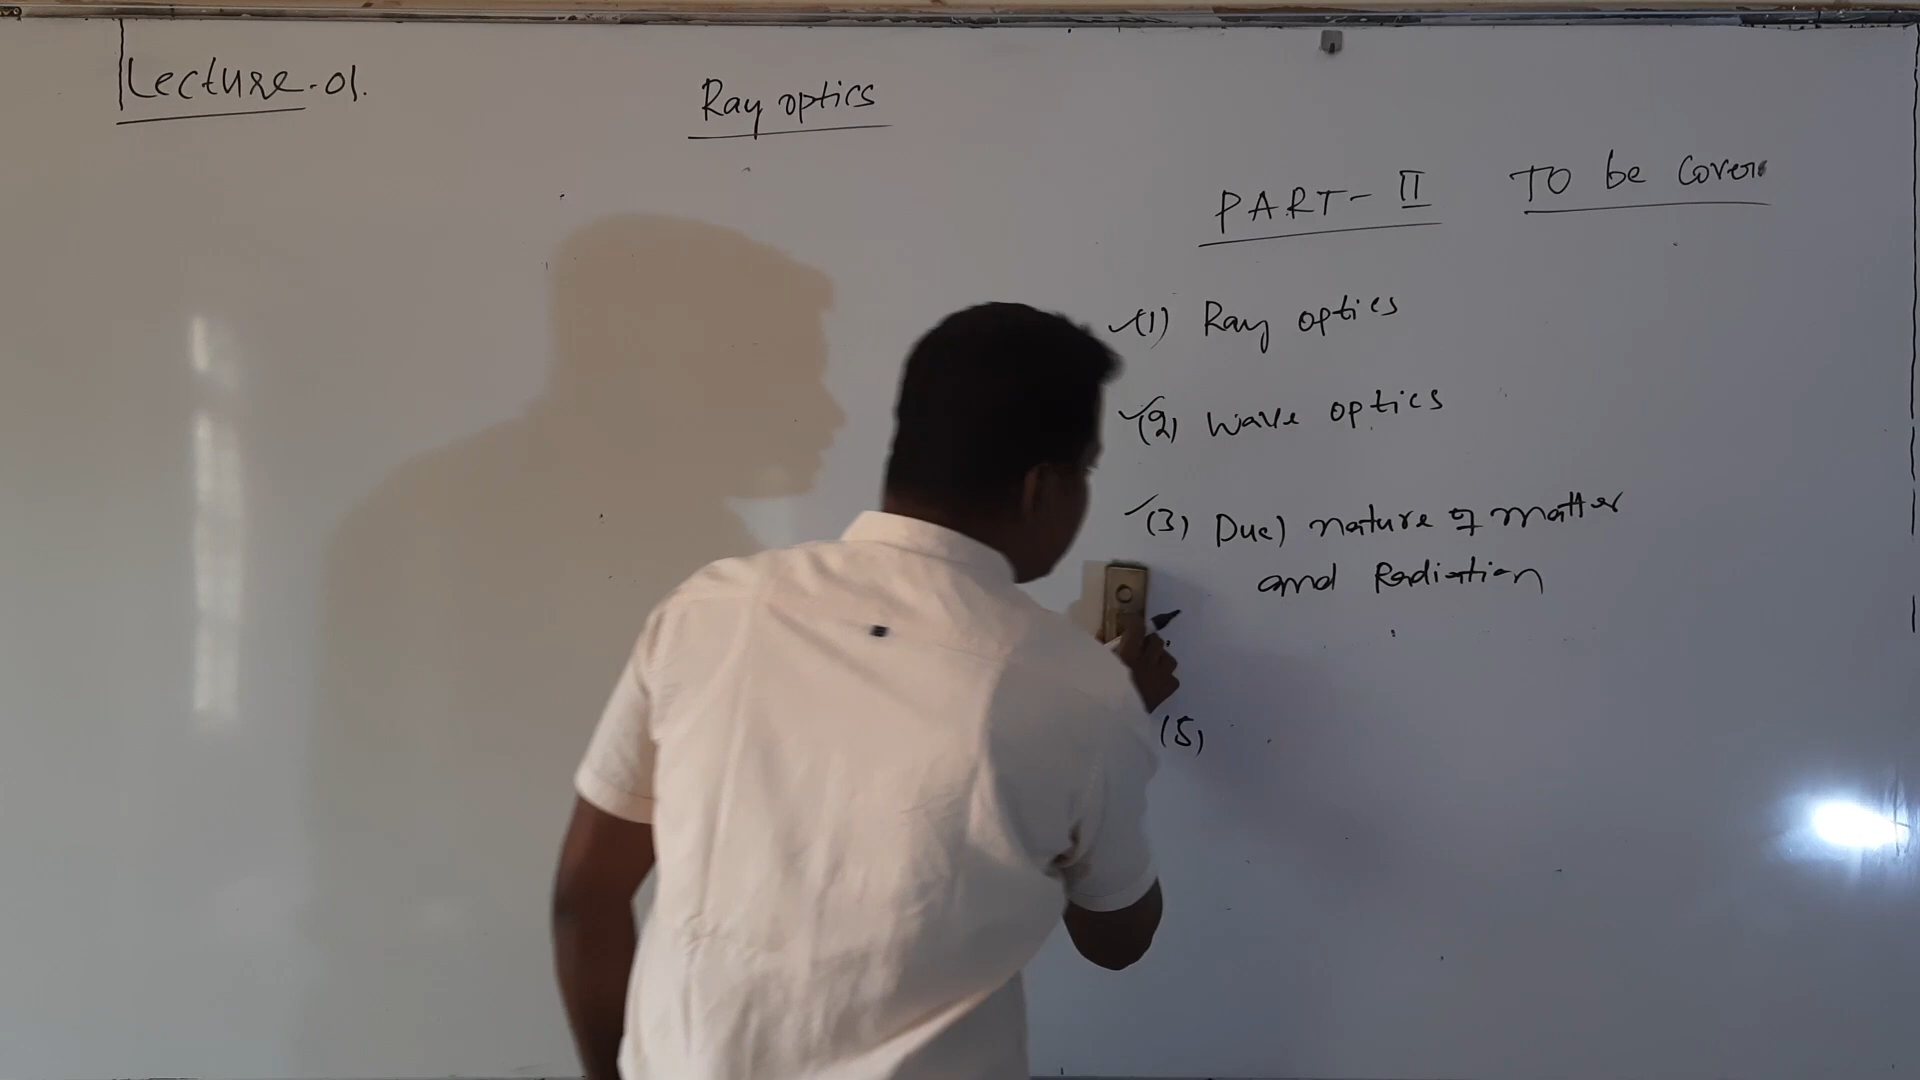 Lecture-01.
Ray optics
PART-II To be Cover
(1) Ray optics
(2) Wave optics
(3) Dual nature of matter
and Radiation
(5)